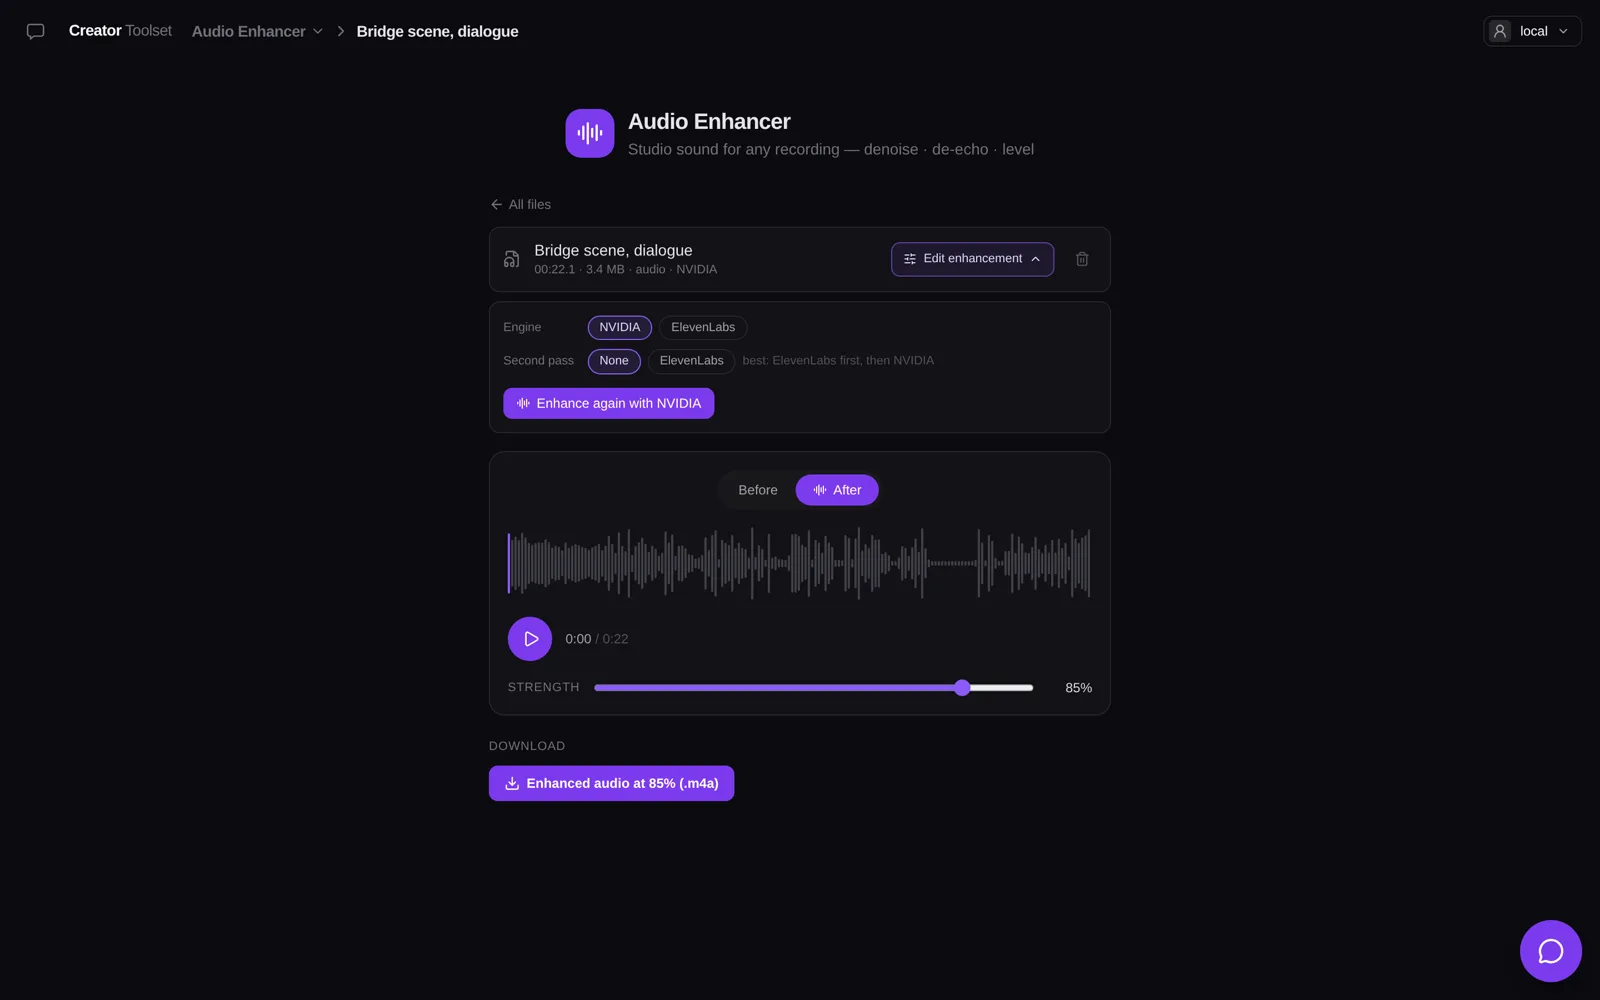 Creator Toolset Audio Enhancer Bridge scene, dialogue local
Audio Enhancer
Studio sound for any recording — denoise · de-echo · level
All files
Bridge scene, dialogue
00:22.1 · 3.4 MB · audio · NVIDIA
Edit enhancement
Engine NVIDIA ElevenLabs
Second pass None ElevenLabs best: ElevenLabs first, then NVIDIA
Enhance again with NVIDIA
Before After
0:00 / 0:22
STRENGTH 85%
DOWNLOAD
Enhanced audio at 85% (.m4a)